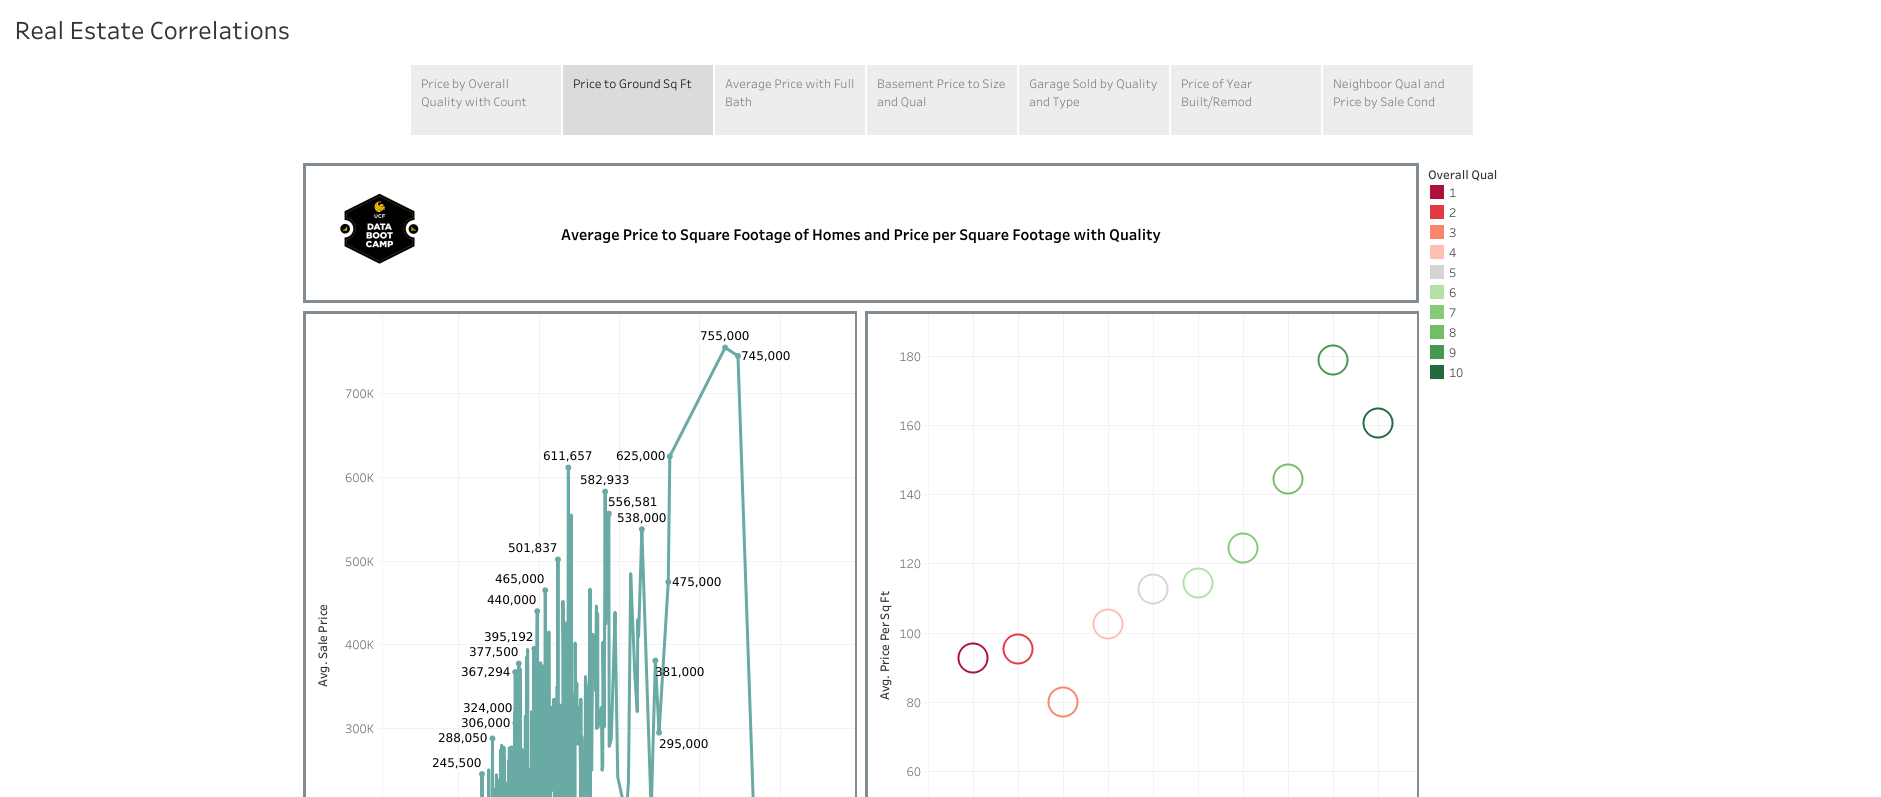 Real Estate Correlations
Price by Overall
Quality with Count
Price to Ground Sq Ft
Average Price with Full
Bath
Basement Price to Size
and Qual
Garage Sold by Quality
and Type
Price of Year
Built/Remod
Neighboor Qual and
Price by Sale Cond
UCF
DATA
BOOT
CAMP
Average Price to Square Footage of Homes and Price per Square Footage with Quality
Overall Qual
1
2
3
4
5
6
7
8
9
10
Avg. Sale Price
700K
600K
500K
400K
300K
755,000
745,000
611,657
625,000
582,933
556,581
538,000
501,837
465,000
475,000
440,000
395,192
377,500
367,294
381,000
324,000
306,000
288,050
295,000
245,500
Avg. Price Per Sq Ft
180
160
140
120
100
80
60